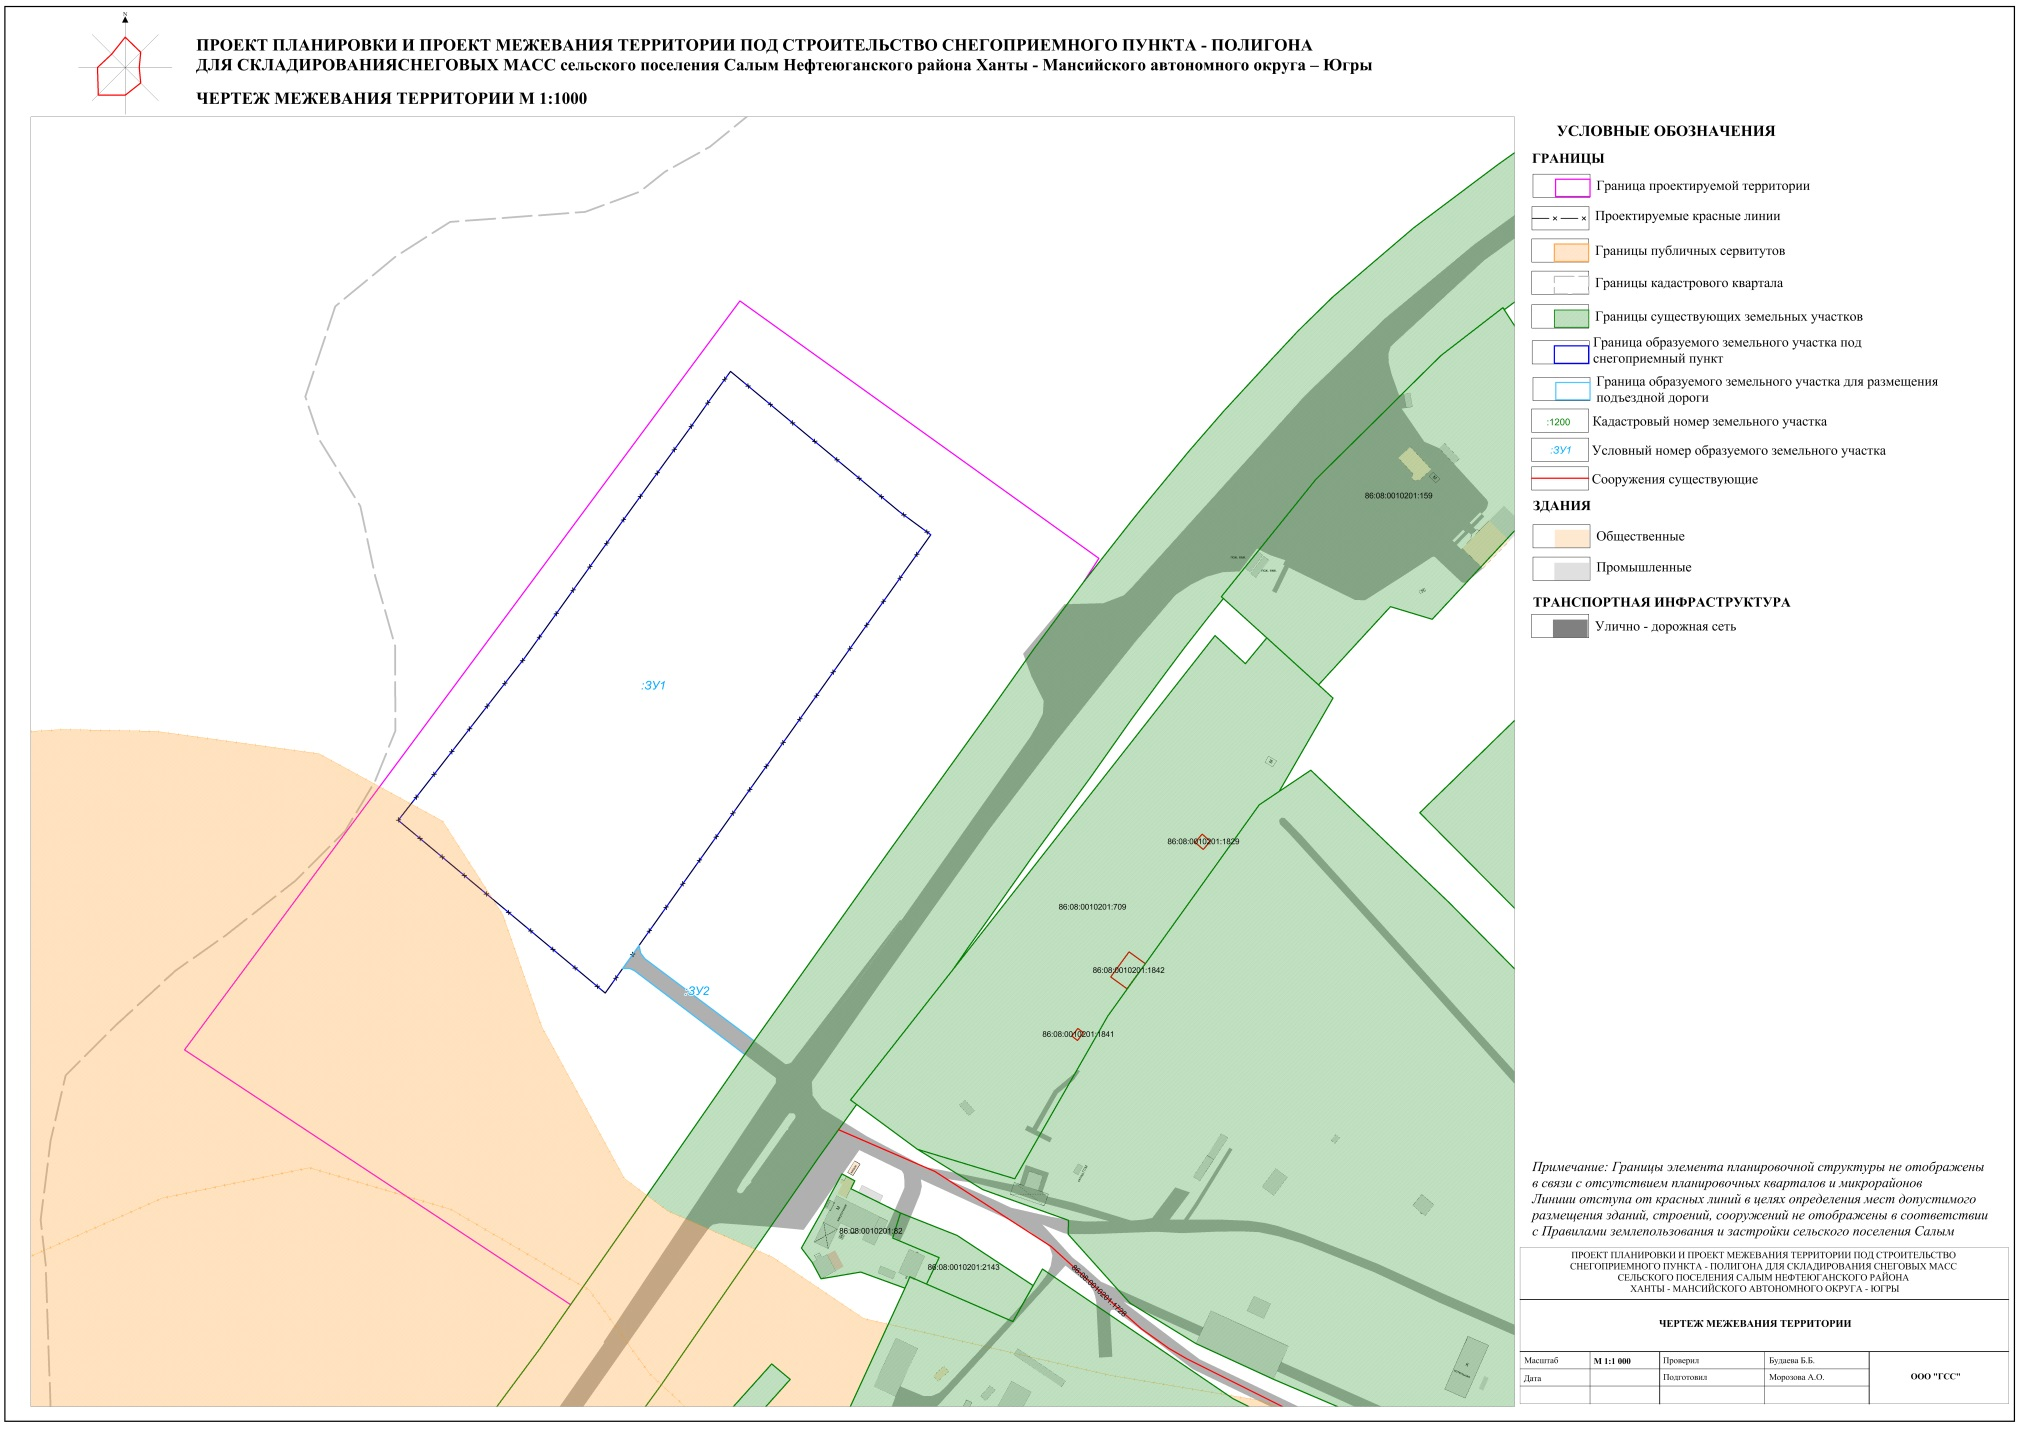 N
ПРОЕКТ ПЛАНИРОВКИ И ПРОЕКТ МЕЖЕВАНИЯ ТЕРРИТОРИИ ПОД СТРОИТЕЛЬСТВО СНЕГОПРИЕМНОГО ПУНКТА - ПОЛИГОНА
ДЛЯ СКЛАДИРОВАНИЯСНЕГОВЫХ МАСС сельского поселения Салым Нефтеюганского района Ханты - Мансийского автономного округа – Югры
ЧЕРТЕЖ МЕЖЕВАНИЯ ТЕРРИТОРИИ М 1:1000
86:08:0010201:159
:ЗУ1
86:08:0010201:1829
86:08:0010201:709
86:08:0010201:1842
:ЗУ2
86:08:0010201:1841
86:08:0010201:82
86:08:0010201:2143
86:08:0010201:1728
УСЛОВНЫЕ ОБОЗНАЧЕНИЯ
ГРАНИЦЫ
Граница проектируемой территории
Проектируемые красные линии
Границы публичных сервитутов
Границы кадастрового квартала
Границы существующих земельных участков
Граница образуемого земельного участка под
снегоприемный пункт
Граница образуемого земельного участка для размещения
подъездной дороги
:1200 Кадастровый номер земельного участка
:ЗУ1 Условный номер образуемого земельного участка
Сооружения существующие
ЗДАНИЯ
Общественные
Промышленные
ТРАНСПОРТНАЯ ИНФРАСТРУКТУРА
Улично - дорожная сеть
Примечание: Границы элемента планировочной структуры не отображены
в связи с отсутствием планировочных кварталов и микрорайонов
Линиии отступа от красных линий в целях определения мест допустимого
размещения зданий, строений, сооружений не отображены в соответствии
с Правилами землепользования и застройки сельского поселения Салым
ПРОЕКТ ПЛАНИРОВКИ И ПРОЕКТ МЕЖЕВАНИЯ ТЕРРИТОРИИ ПОД СТРОИТЕЛЬСТВО
СНЕГОПРИЕМНОГО ПУНКТА - ПОЛИГОНА ДЛЯ СКЛАДИРОВАНИЯ СНЕГОВЫХ МАСС
СЕЛЬСКОГО ПОСЕЛЕНИЯ САЛЫМ НЕФТЕЮГАНСКОГО РАЙОНА
ХАНТЫ - МАНСИЙСКОГО АВТОНОМНОГО ОКРУГА - ЮГРЫ
ЧЕРТЕЖ МЕЖЕВАНИЯ ТЕРРИТОРИИ
Масштаб М 1:1 000 Проверил Будаева Б.Б.
Дата Подготовил Морозова А.О.
ООО "ГСС"